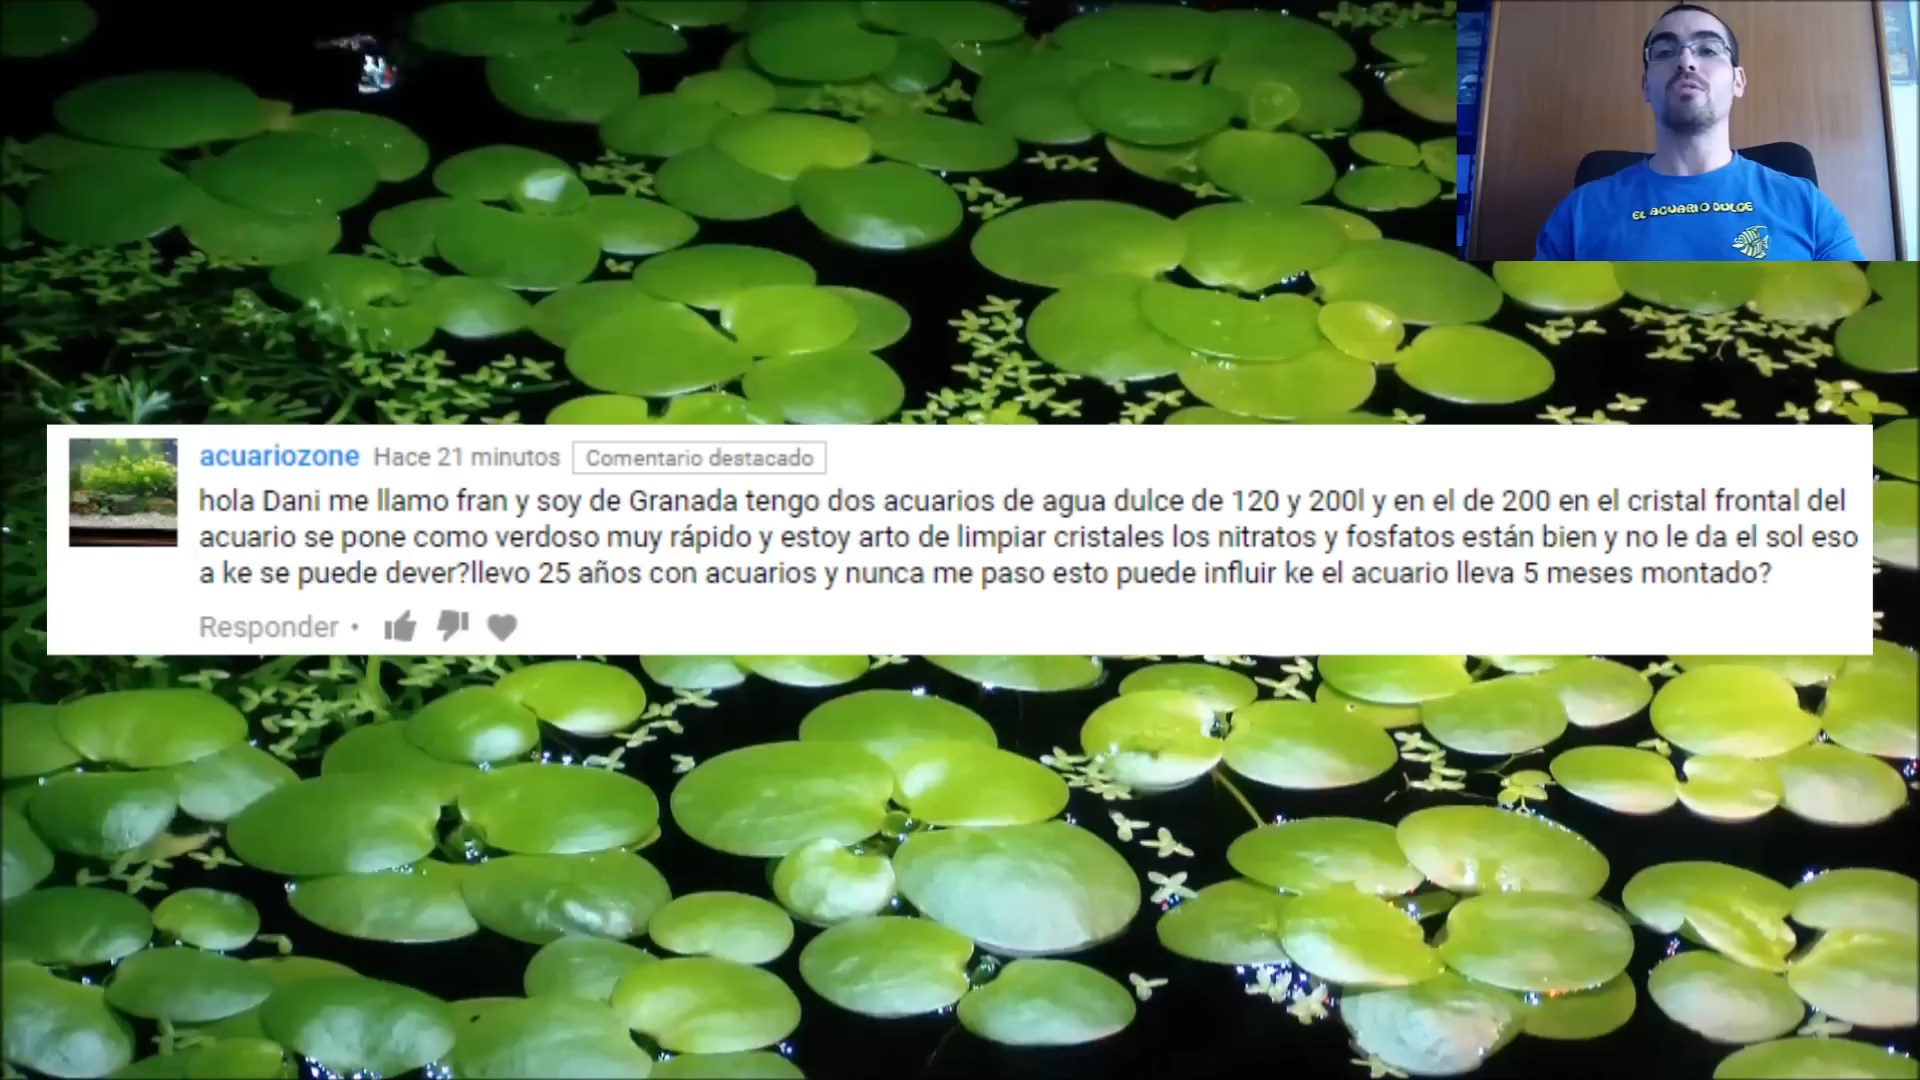 EL ACUARIO DULCE
acuariozone Hace 21 minutos Comentario destacado
hola Dani me llamo fran y soy de Granada tengo dos acuarios de agua dulce de 120 y 200l y en el de 200 en el cristal frontal del
acuario se pone como verdoso muy rápido y estoy arto de limpiar cristales los nitratos y fosfatos están bien y no le da el sol eso
a ke se puede dever?llevo 25 años con acuarios y nunca me paso esto puede influir ke el acuario lleva 5 meses montado?
Responder •